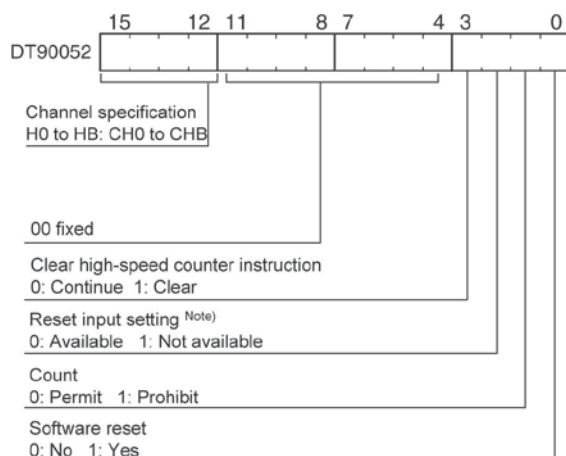 15 12 11 8 7 4 3 0
DT90052
Channel specification
H0 to HB: CH0 to CHB
00 fixed
Clear high-speed counter instruction
0: Continue 1: Clear
Reset input setting Note)
0: Available 1: Not available
Count
0: Permit 1: Prohibit
Software reset
0: No 1: Yes